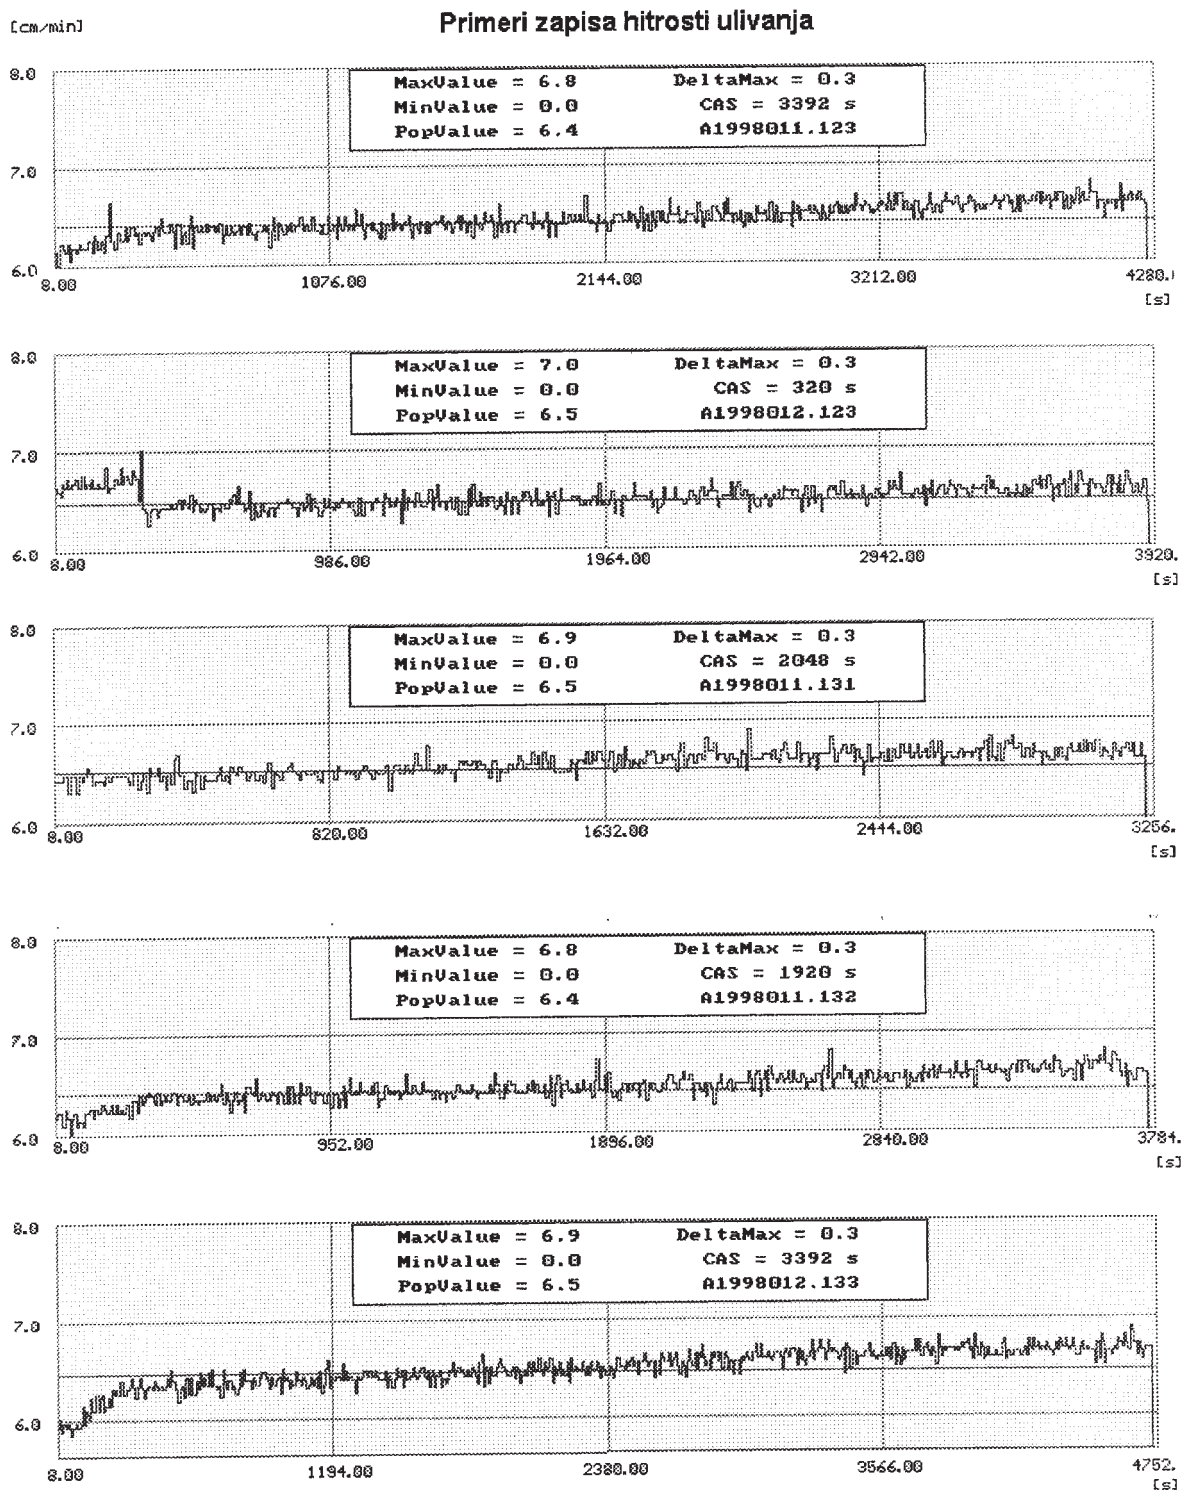 Primeri zapisa hitrosti ulivanja
[cm/min]
8.0
MaxValue = 6.8 DeltaMax = 0.3
MinValue = 0.0 CAS = 3392 s
PopValue = 6.4 A1998011.123
7.0
6.0
8.00 1076.00 2144.00 3212.00 4280.
[s]
8.0
MaxValue = 7.0 DeltaMax = 0.3
MinValue = 0.0 CAS = 320 s
PopValue = 6.5 A1998012.123
7.0
6.0
8.00 986.00 1964.00 2942.00 3920.
[s]
8.0
MaxValue = 6.9 DeltaMax = 0.3
MinValue = 0.0 CAS = 2048 s
PopValue = 6.5 A1998011.131
7.0
6.0
8.00 820.00 1632.00 2444.00 3256.
[s]
8.0
MaxValue = 6.8 DeltaMax = 0.3
MinValue = 0.0 CAS = 1920 s
PopValue = 6.4 A1998011.132
7.0
6.0
8.00 952.00 1896.00 2840.00 3784.
[s]
8.0
MaxValue = 6.9 DeltaMax = 0.3
MinValue = 0.0 CAS = 3392 s
PopValue = 6.5 A1998012.133
7.0
6.0
8.00 1194.00 2380.00 3566.00 4752.
[s]